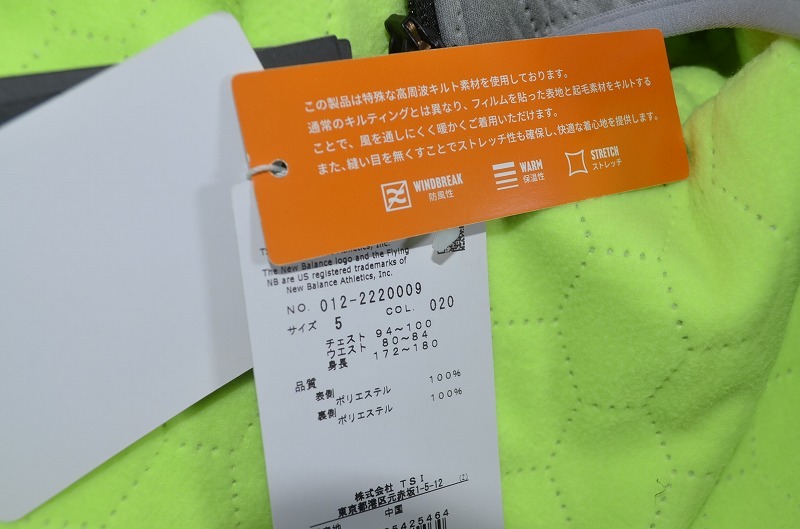 この製品は特殊な高周波キルト素材を使用しております。
通常のキルティングとは異なり、フィルムを貼った表地と起毛素材をキルトする
ことで、風を通しにくく暖かくご着用いただけます。
また、縫い目を無くすことでストレッチ性も確保し、快適な着心地を提供します。
WINDBREAK
防風性
WARM
保温性
STRETCH
ストレッチ
The New Balance logo and the Flying
NB are US registered trademarks of
New Balance Athletics, Inc.
NO. 012-2220009
サイズ 5 COL. 020
チェスト 94～100
ウエスト 80～84
身長 172～180
品質
表側 ポリエステル 100%
裏側 ポリエステル 100%
株式会社 TSI (2)
東京都港区元赤坂1-5-12
中国
5425464